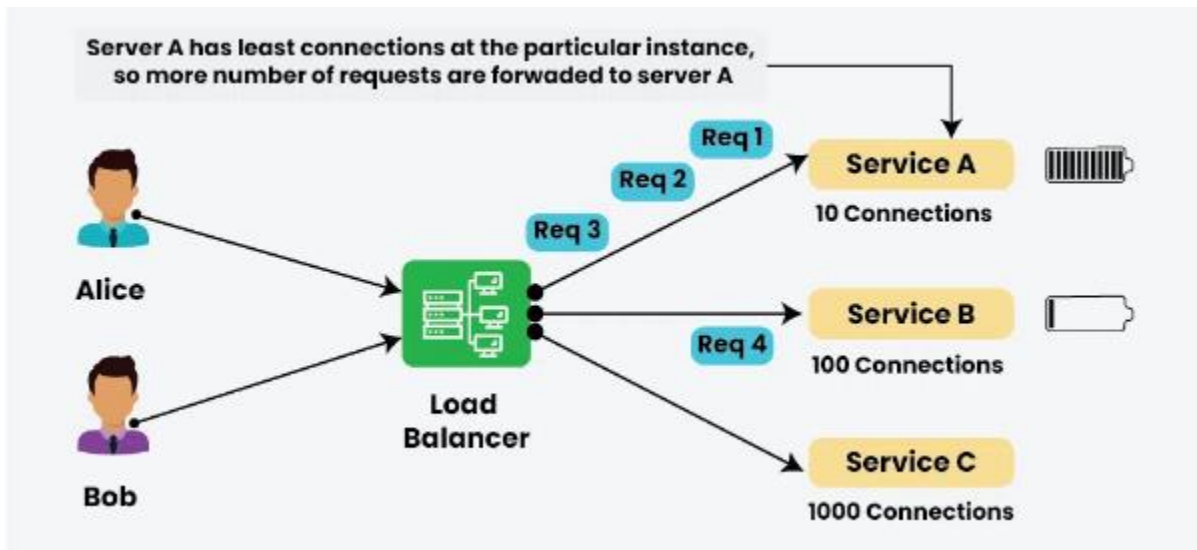 Server A has least connections at the particular instance,
so more number of requests are forwaded to server A
Req 1
Service A
Req 2
10 Connections
Req 3
Alice
Service B
Req 4
100 Connections
Load
Balancer
Service C
Bob
1000 Connections